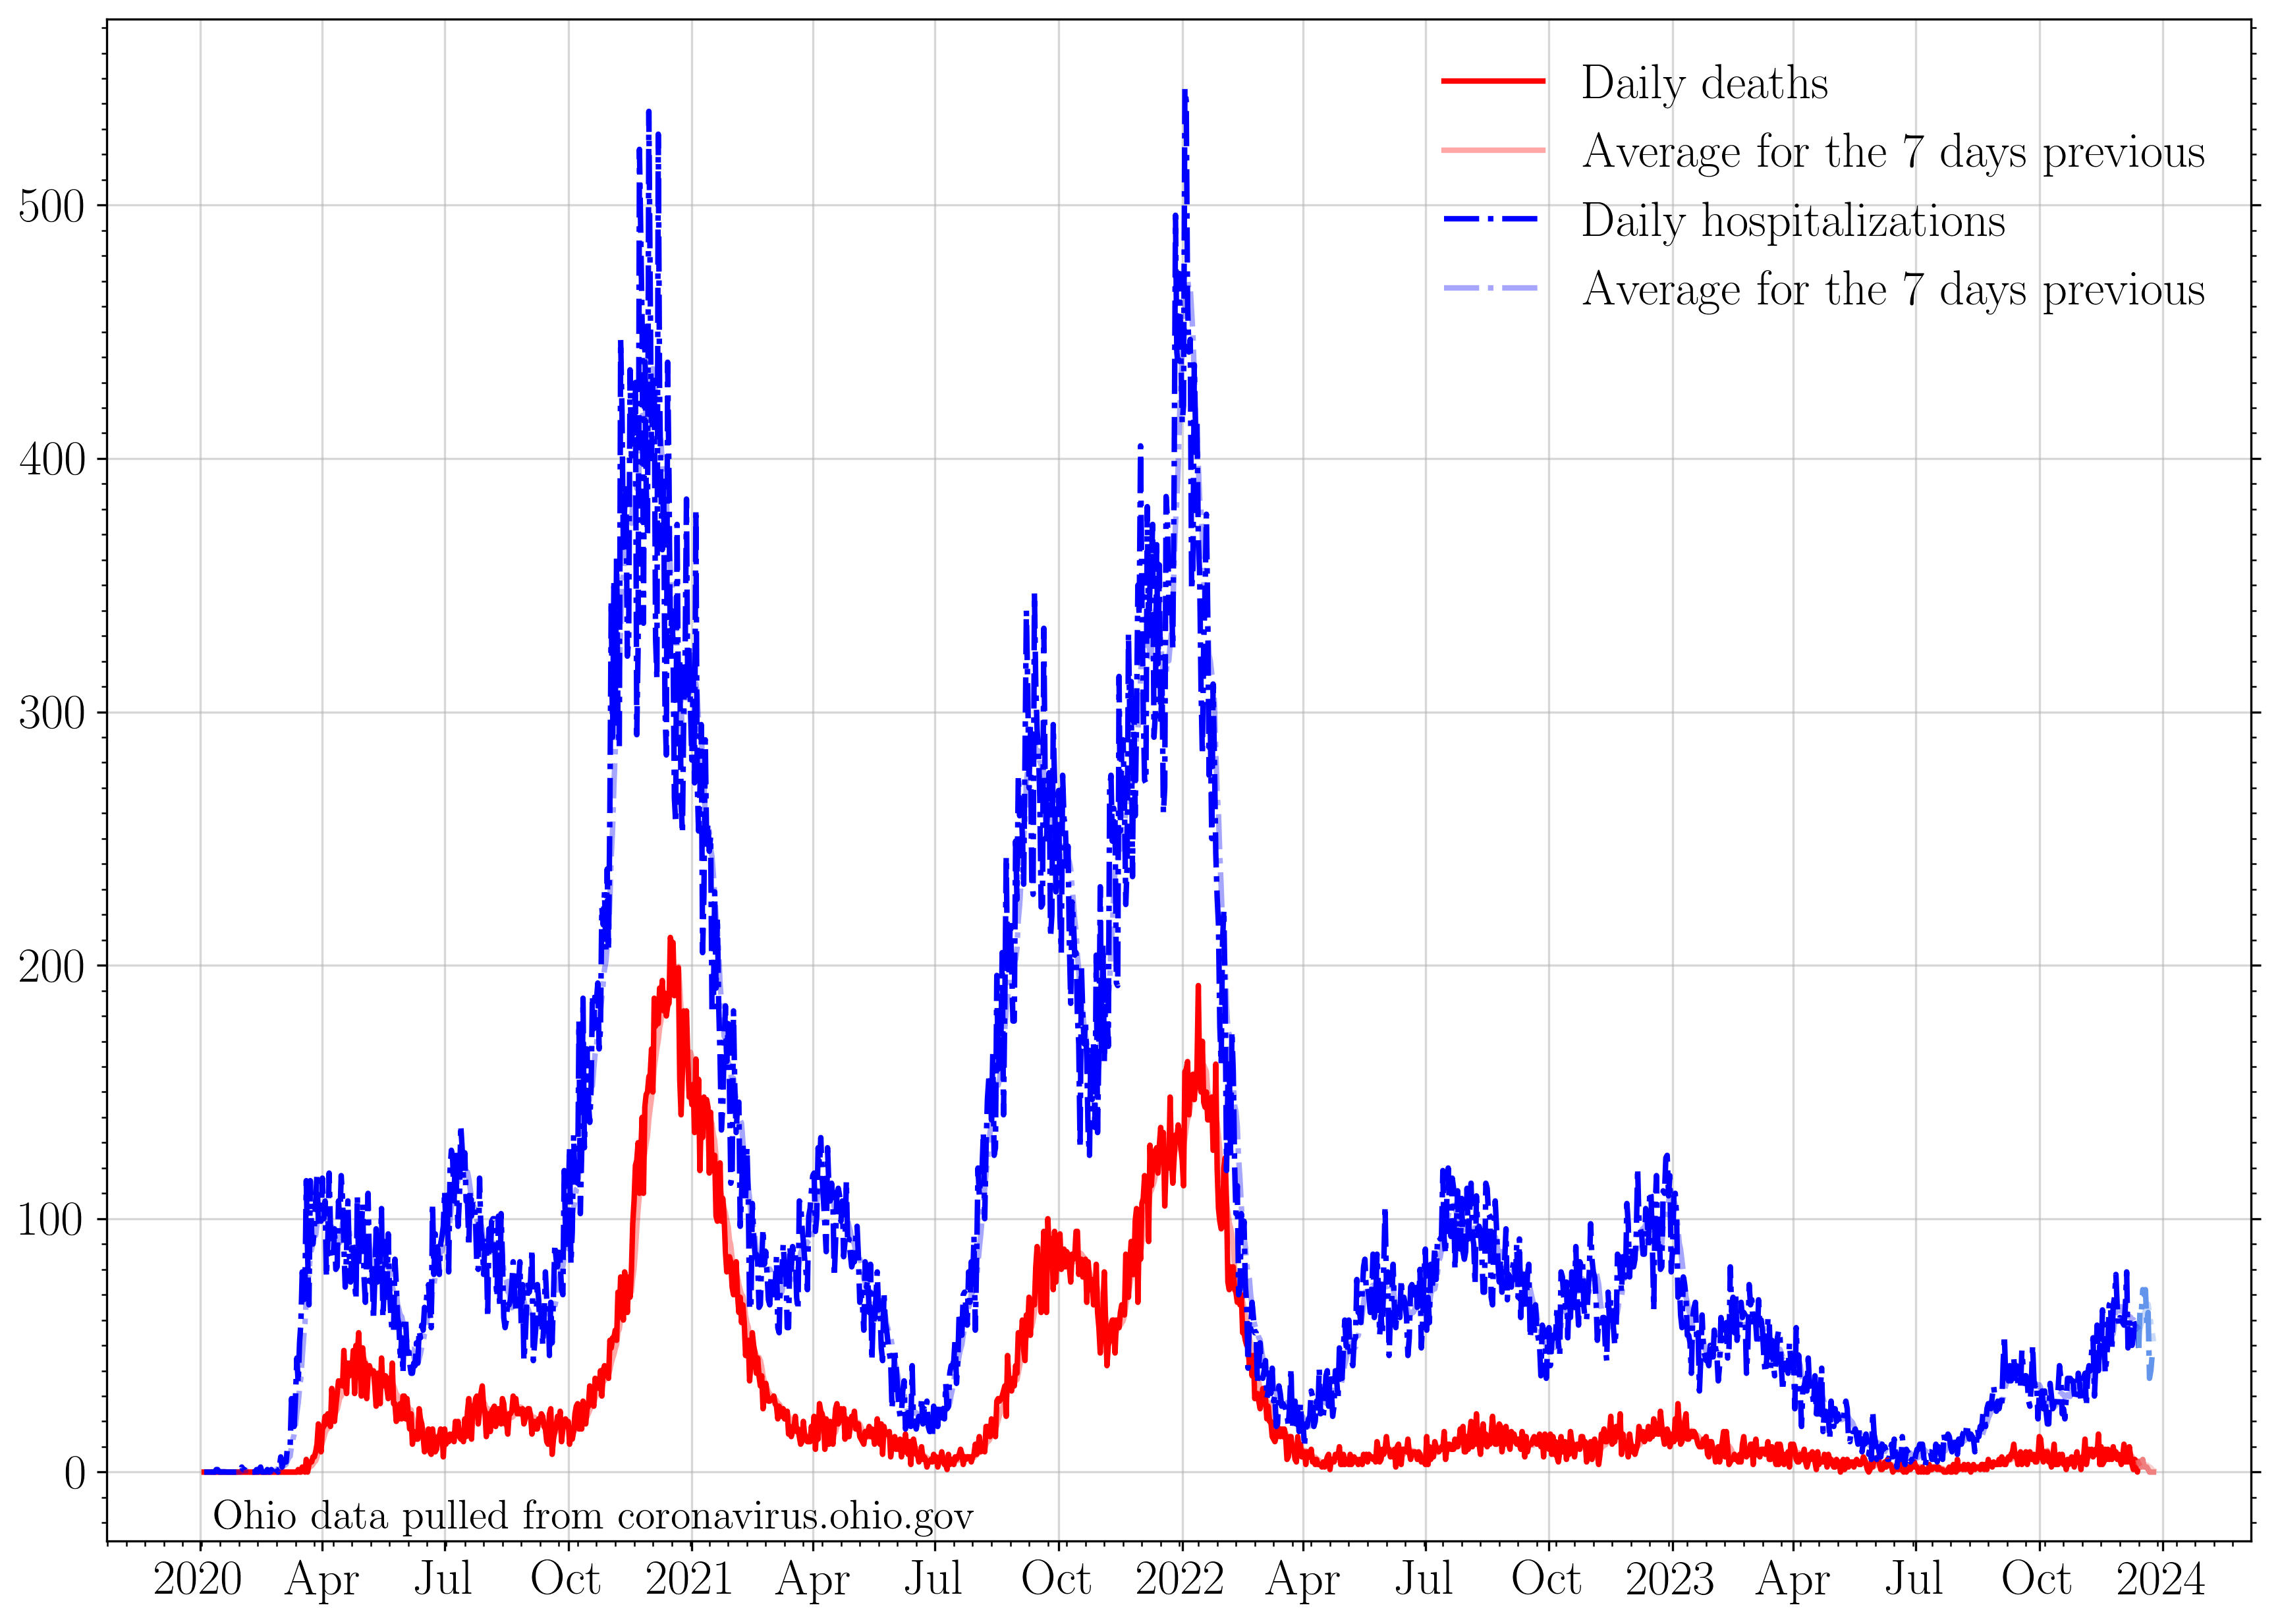 Daily deaths
Average for the 7 days previous
Daily hospitalizations
Average for the 7 days previous
500
400
300
200
100
0
Ohio data pulled from coronavirus.ohio.gov
2020 Apr Jul Oct 2021 Apr Jul Oct 2022 Apr Jul Oct 2023 Apr Jul Oct 2024